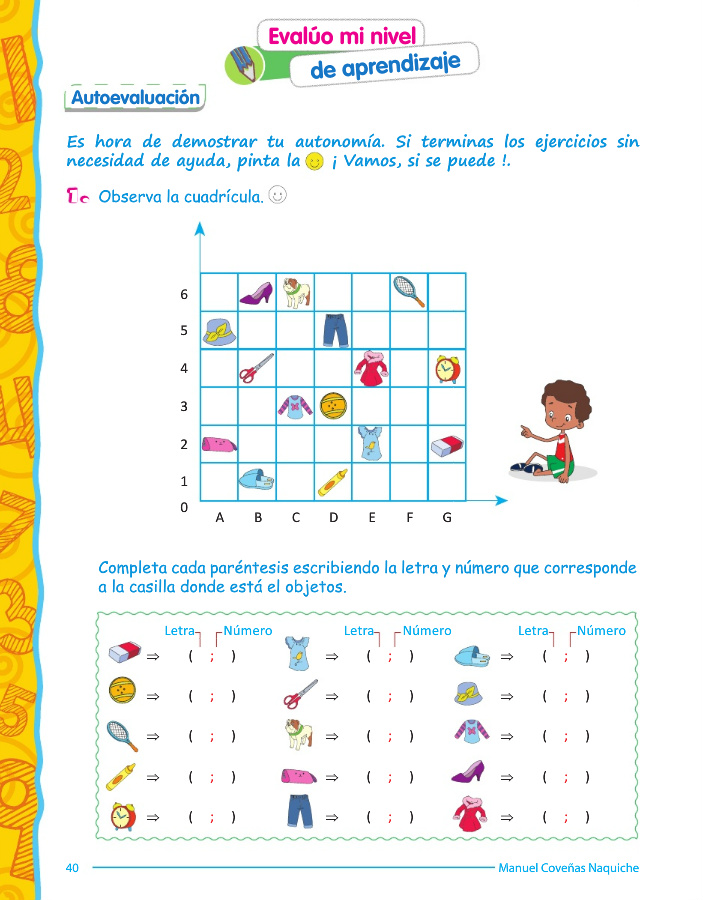 Evalúo mi nivel
de aprendizaje
Autoevaluación
Es hora de demostrar tu autonomía. Si terminas los ejercicios sin
necesidad de ayuda, pinta la ¡ Vamos, si se puede !.
I. Observa la cuadrícula.
6
5
4
3
2
1
0
A B C D E F G
Completa cada paréntesis escribiendo la letra y número que corresponde
a la casilla donde está el objetos.
Letra Número Letra Número Letra Número
⇒ ( ; ) ⇒ ( ; ) ⇒ ( ; )
⇒ ( ; ) ⇒ ( ; ) ⇒ ( ; )
⇒ ( ; ) ⇒ ( ; ) ⇒ ( ; )
⇒ ( ; ) ⇒ ( ; ) ⇒ ( ; )
⇒ ( ; ) ⇒ ( ; ) ⇒ ( ; )
40 Manuel Coveñas Naquiche